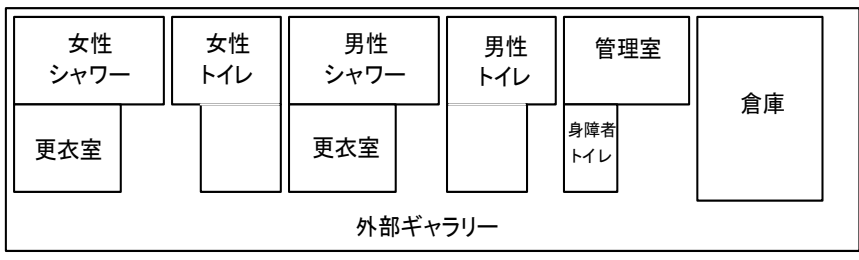 女性
シャワー
女性
トイレ
男性
シャワー
男性
トイレ
管理室
倉庫
更衣室
更衣室
身障者
トイレ
外部ギャラリー